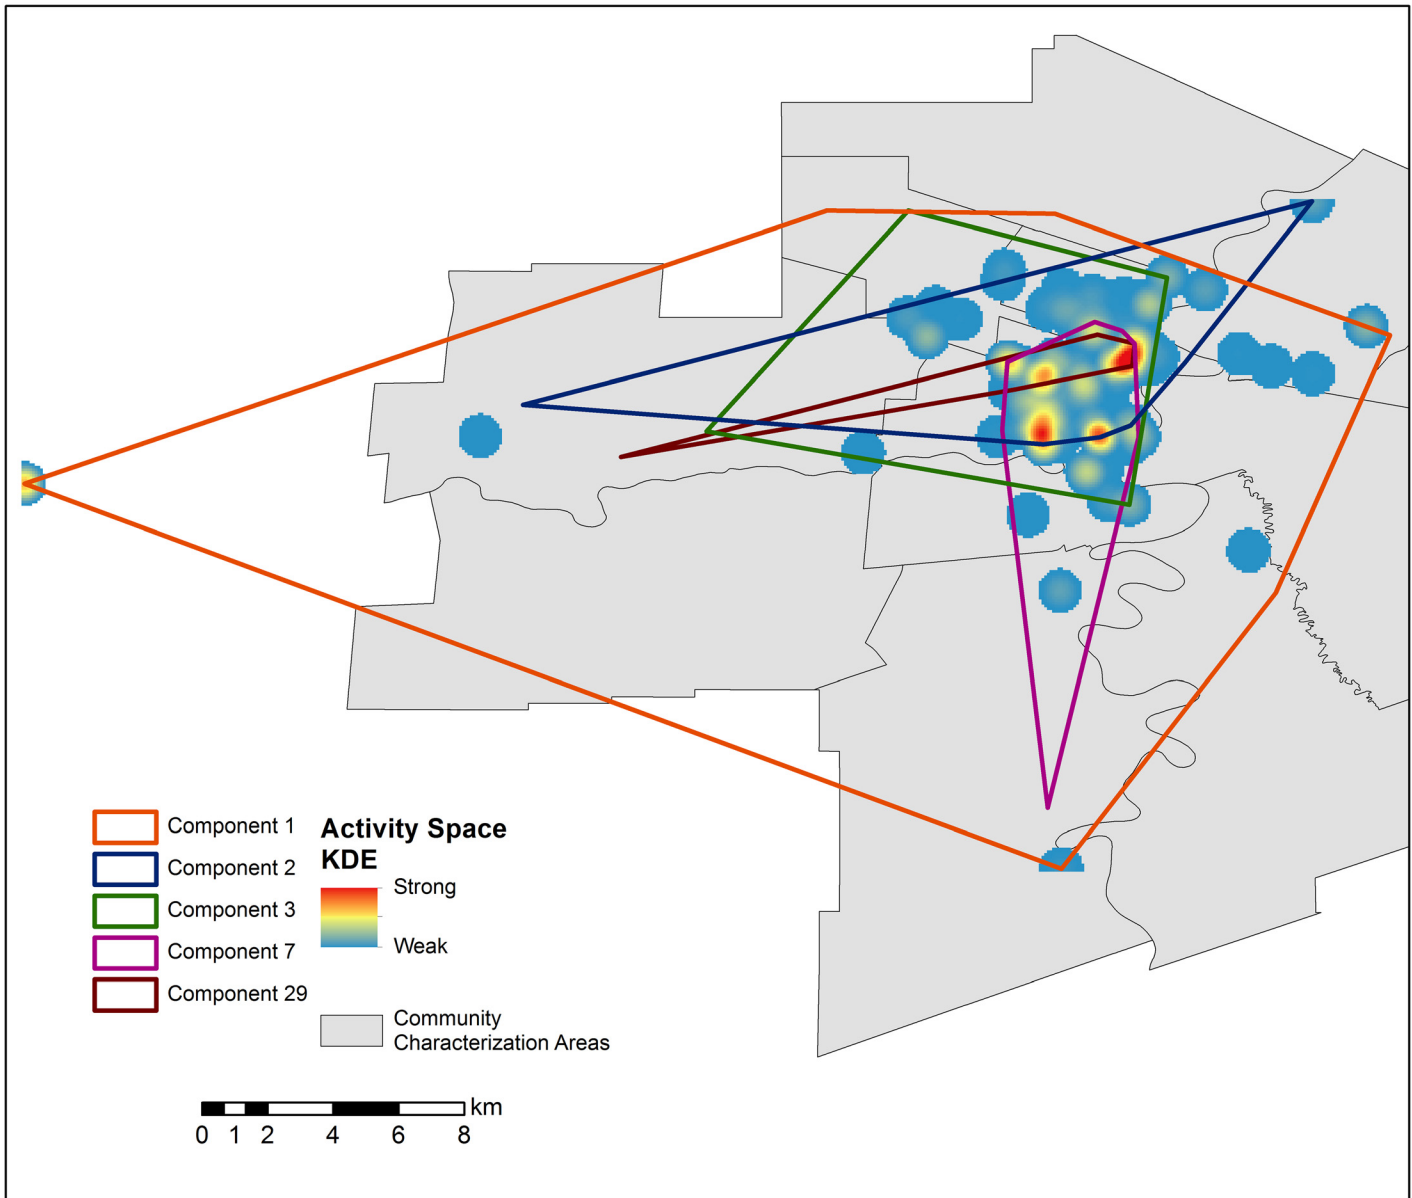 Component 1
Component 2
Component 3
Component 7
Component 29
Activity Space
KDE
Strong
Weak
Community
Characterization Areas
km
0 1 2 4 6 8